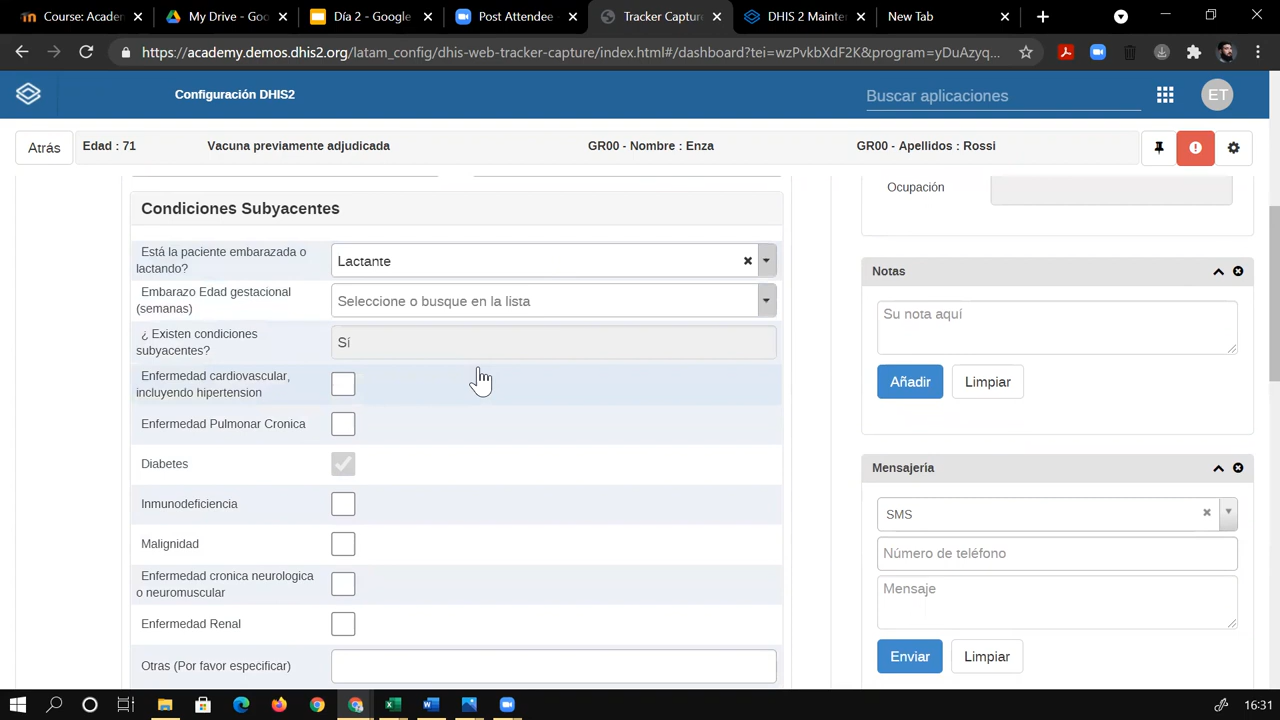 Course: Acader
My Drive - Goo
Día 2 - Google
Post Attendee
Tracker Captur
DHIS 2 Mainter
New Tab
https://academy.demos.dhis2.org/latam_config/dhis-web-tracker-capture/index.html#/dashboard?tei=wzPvkbXdF2K&program=yDuAzyq...
Configuración DHIS2
Buscar aplicaciones
ET
Atrás
Edad : 71
Vacuna previamente adjudicada
GR00 - Nombre : Enza
GR00 - Apellidos : Rossi
Condiciones Subyacentes
Está la paciente embarazada o
lactando?
Lactante
Embarazo Edad gestacional
(semanas)
Seleccione o busque en la lista
¿ Existen condiciones
subyacentes?
Sí
Enfermedad cardiovascular,
incluyendo hipertension
Enfermedad Pulmonar Cronica
Diabetes
Inmunodeficiencia
Malignidad
Enfermedad cronica neurologica
o neuromuscular
Enfermedad Renal
Otras (Por favor especificar)
Ocupación
Notas
Su nota aquí
Añadir
Limpiar
Mensajeria
SMS
Número de teléfono
Mensaje
Enviar
Limpiar
16:31